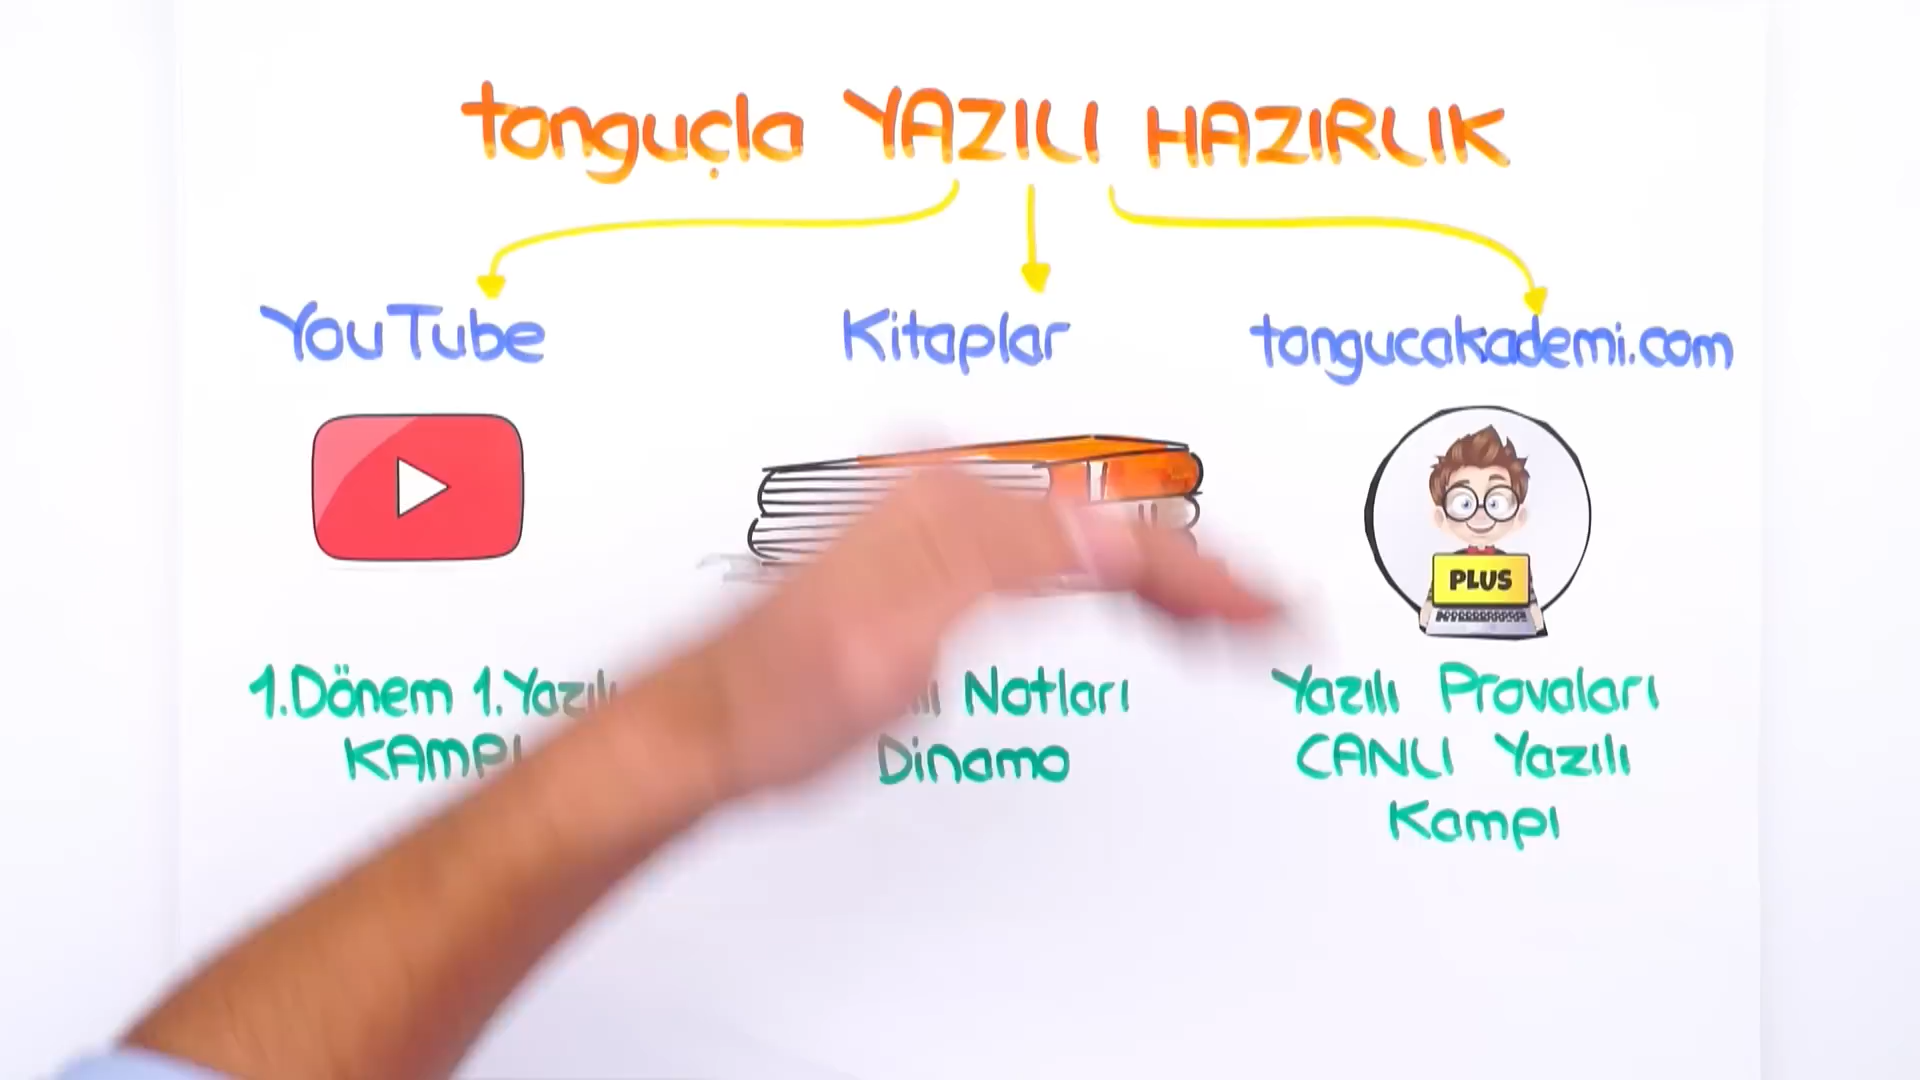 tonguçla YAZILI HAZIRLIK
YouTube
Kitaplar
tongucakademi.com
PLUS
1.Dönem 1.Yazılı
KAMPI
Notları
Dinamo
Yazılı Provaları
CANLI Yazılı
Kampı